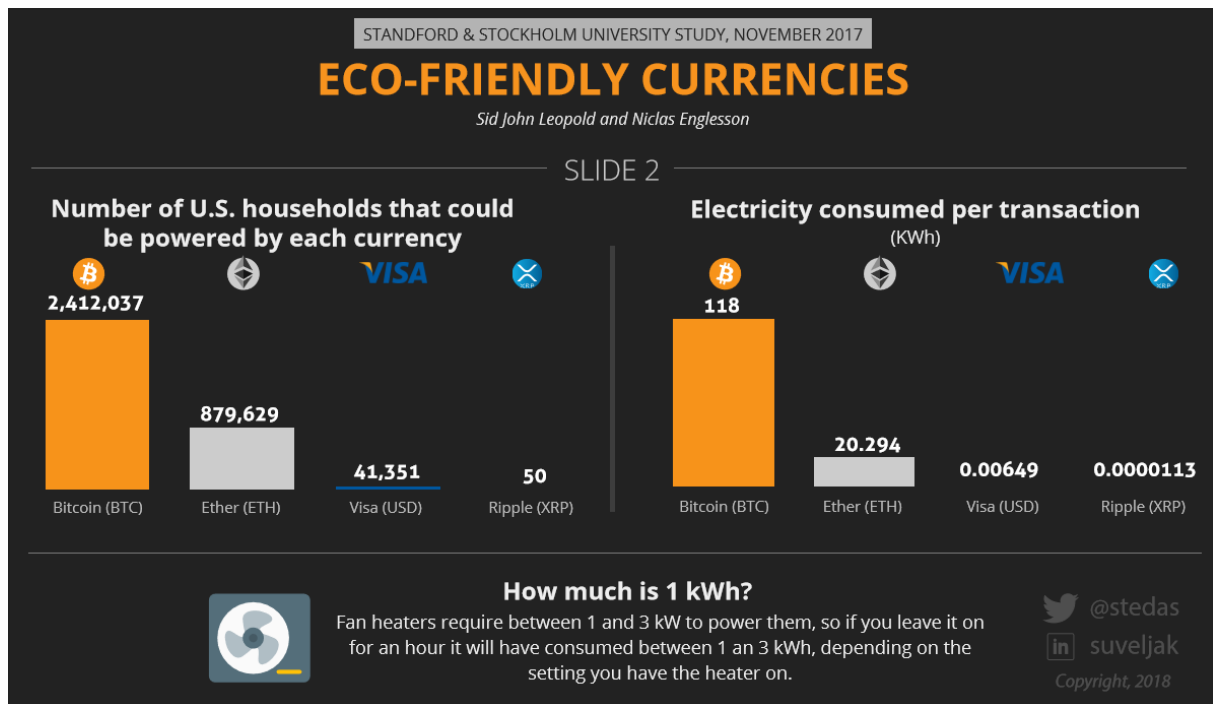 STANDFORD & STOCKHOLM UNIVERSITY STUDY, NOVEMBER 2017
ECO-FRIENDLY CURRENCIES
Sid John Leopold and Niclas Englesson
SLIDE 2
Number of U.S. households that could
be powered by each currency
VISA
XRP
2,412,037
879,629
41,351
50
Bitcoin (BTC)
Ether (ETH)
Visa (USD)
Ripple (XRP)
Electricity consumed per transaction
(KWh)
VISA
XRP
118
20.294
0.00649
0.0000113
Bitcoin (BTC)
Ether (ETH)
Visa (USD)
Ripple (XRP)
How much is 1 kWh?
Fan heaters require between 1 and 3 kW to power them, so if you leave it on
for an hour it will have consumed between 1 an 3 kWh, depending on the
setting you have the heater on.
@stedas
in suveljak
Copyright, 2018